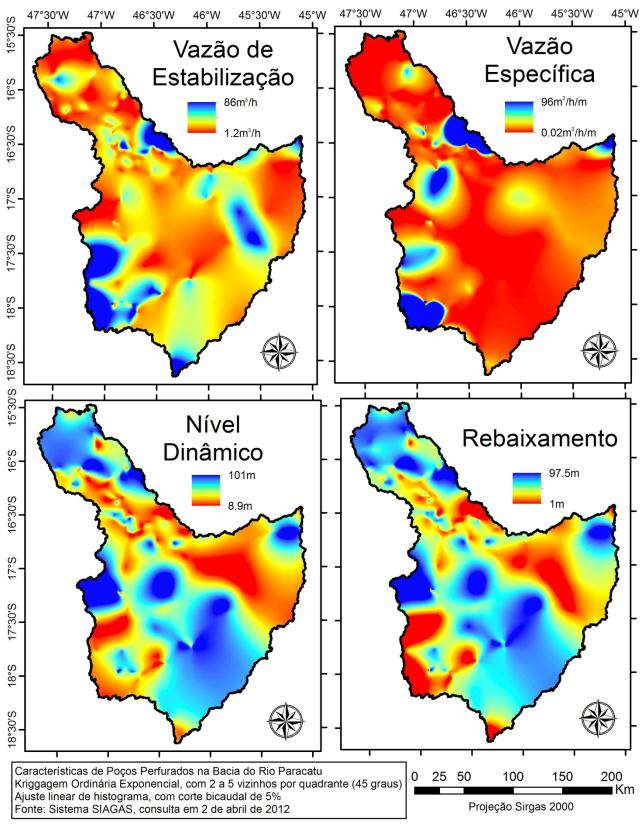 47°30'W 47°W 46°30'W 46°W 45°30'W 45°W
47°30'W 47°W 46°30'W 46°W 45°30'W 45°W
15°30'S
16°S
16°30'S
17°S
17°30'S
18°S
18°30'S
Vazão de
Estabilização
86m³/h
1.2m³/h
Vazão
Específica
96m³/h/m
0.02m³/h/m
15°30'S
16°S
16°30'S
17°S
17°30'S
18°S
18°30'S
Nível
Dinâmico
101m
8.9m
Rebaixamento
97.5m
1m
Características de Poços Perfurados na Bacia do Rio Paracatu
Kriggagem Ordinária Exponencial, com 2 a 5 vizinhos por quadrante (45 graus)
Ajuste linear de histograma, com corte bicaudal de 5%
Fonte: Sistema SIAGAS, consulta em 2 de abril de 2012
0 25 50 100 150 200
Km
Projeção Sirgas 2000